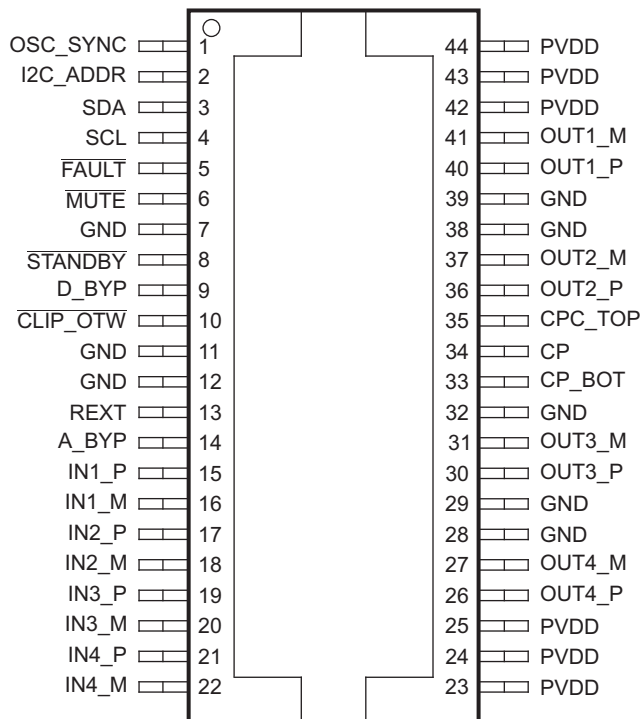 OSC_SYNC 1 44 PVDD
I2C_ADDR 2 43 PVDD
SDA 3 42 PVDD
SCL 4 41 OUT1_M
FAULT 5 40 OUT1_P
MUTE 6 39 GND
GND 7 38 GND
STANDBY 8 37 OUT2_M
D_BYP 9 36 OUT2_P
CLIP_OTW 10 35 CPC_TOP
GND 11 34 CP
GND 12 33 CP_BOT
REXT 13 32 GND
A_BYP 14 31 OUT3_M
IN1_P 15 30 OUT3_P
IN1_M 16 29 GND
IN2_P 17 28 GND
IN2_M 18 27 OUT4_M
IN3_P 19 26 OUT4_P
IN3_M 20 25 PVDD
IN4_P 21 24 PVDD
IN4_M 22 23 PVDD